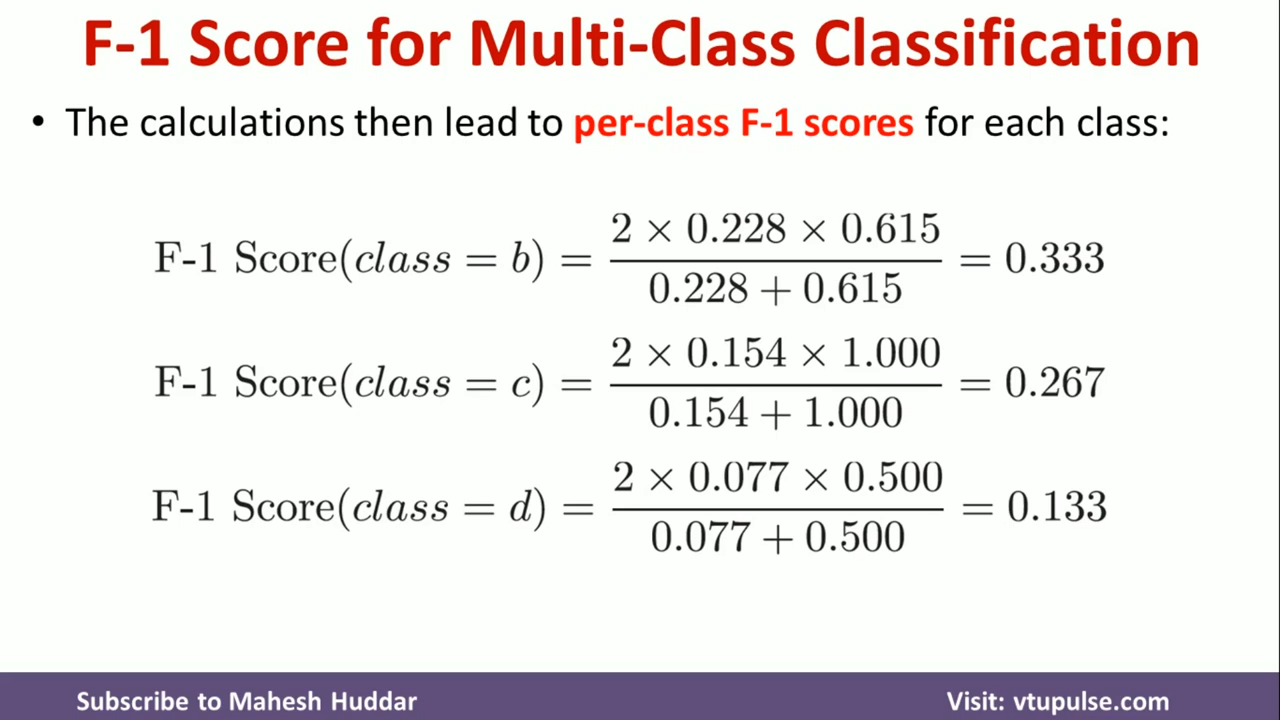 F-1 Score for Multi-Class Classification
• The calculations then lead to per-class F-1 scores for each class:
F-1 Score(class = b) = \frac{2 × 0.228 × 0.615}{0.228 + 0.615} = 0.333
F-1 Score(class = c) = \frac{2 × 0.154 × 1.000}{0.154 + 1.000} = 0.267
F-1 Score(class = d) = \frac{2 × 0.077 × 0.500}{0.077 + 0.500} = 0.133
Subscribe to Mahesh Huddar
Visit: vtupulse.com